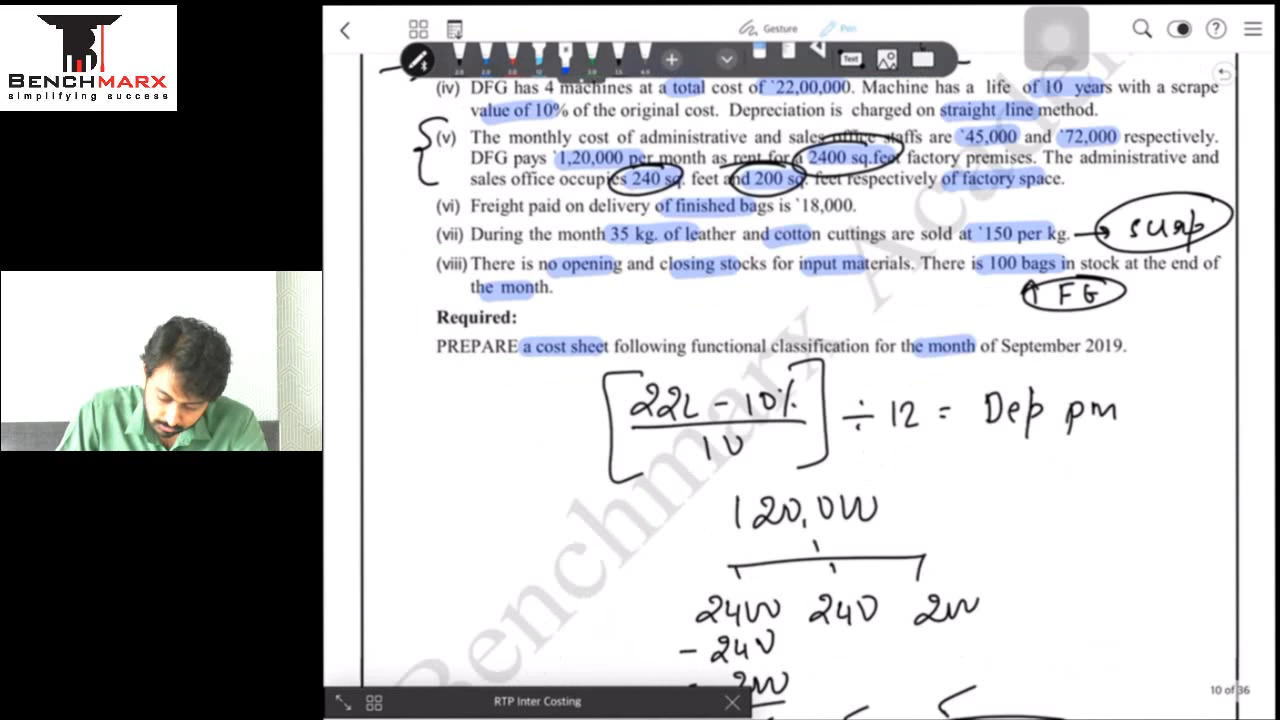 BENCHMARX
simplifying success
Gesture
Pen
Text
(iv) DFG has 4 machines at a total cost of `22,00,000. Machine has a life of 10 years with a scrape
value of 10% of the original cost. Depreciation is charged on straight line method.
(v) The monthly cost of administrative and sales office staffs are `45,000 and `72,000 respectively.
DFG pays `1,20,000 per month as rent for a 2400 sq.feet factory premises. The administrative and
sales office occupies 240 sq. feet and 200 sq. feet respectively of factory space.
(vi) Freight paid on delivery of finished bags is `18,000.
(vii) During the month 35 kg. of leather and cotton cuttings are sold at `150 per kg. → scrap
(viii) There is no opening and closing stocks for input materials. There is 100 bags in stock at the end of
the month.
FG
Required:
PREPARE a cost sheet following functional classification for the month of September 2019.
[22L - 10% / 10] ÷ 12 = Dep pm
120,000
2400 240 200
- 240
- 200
Benchmarx Academ
RTP Inter Costing
10 of 36